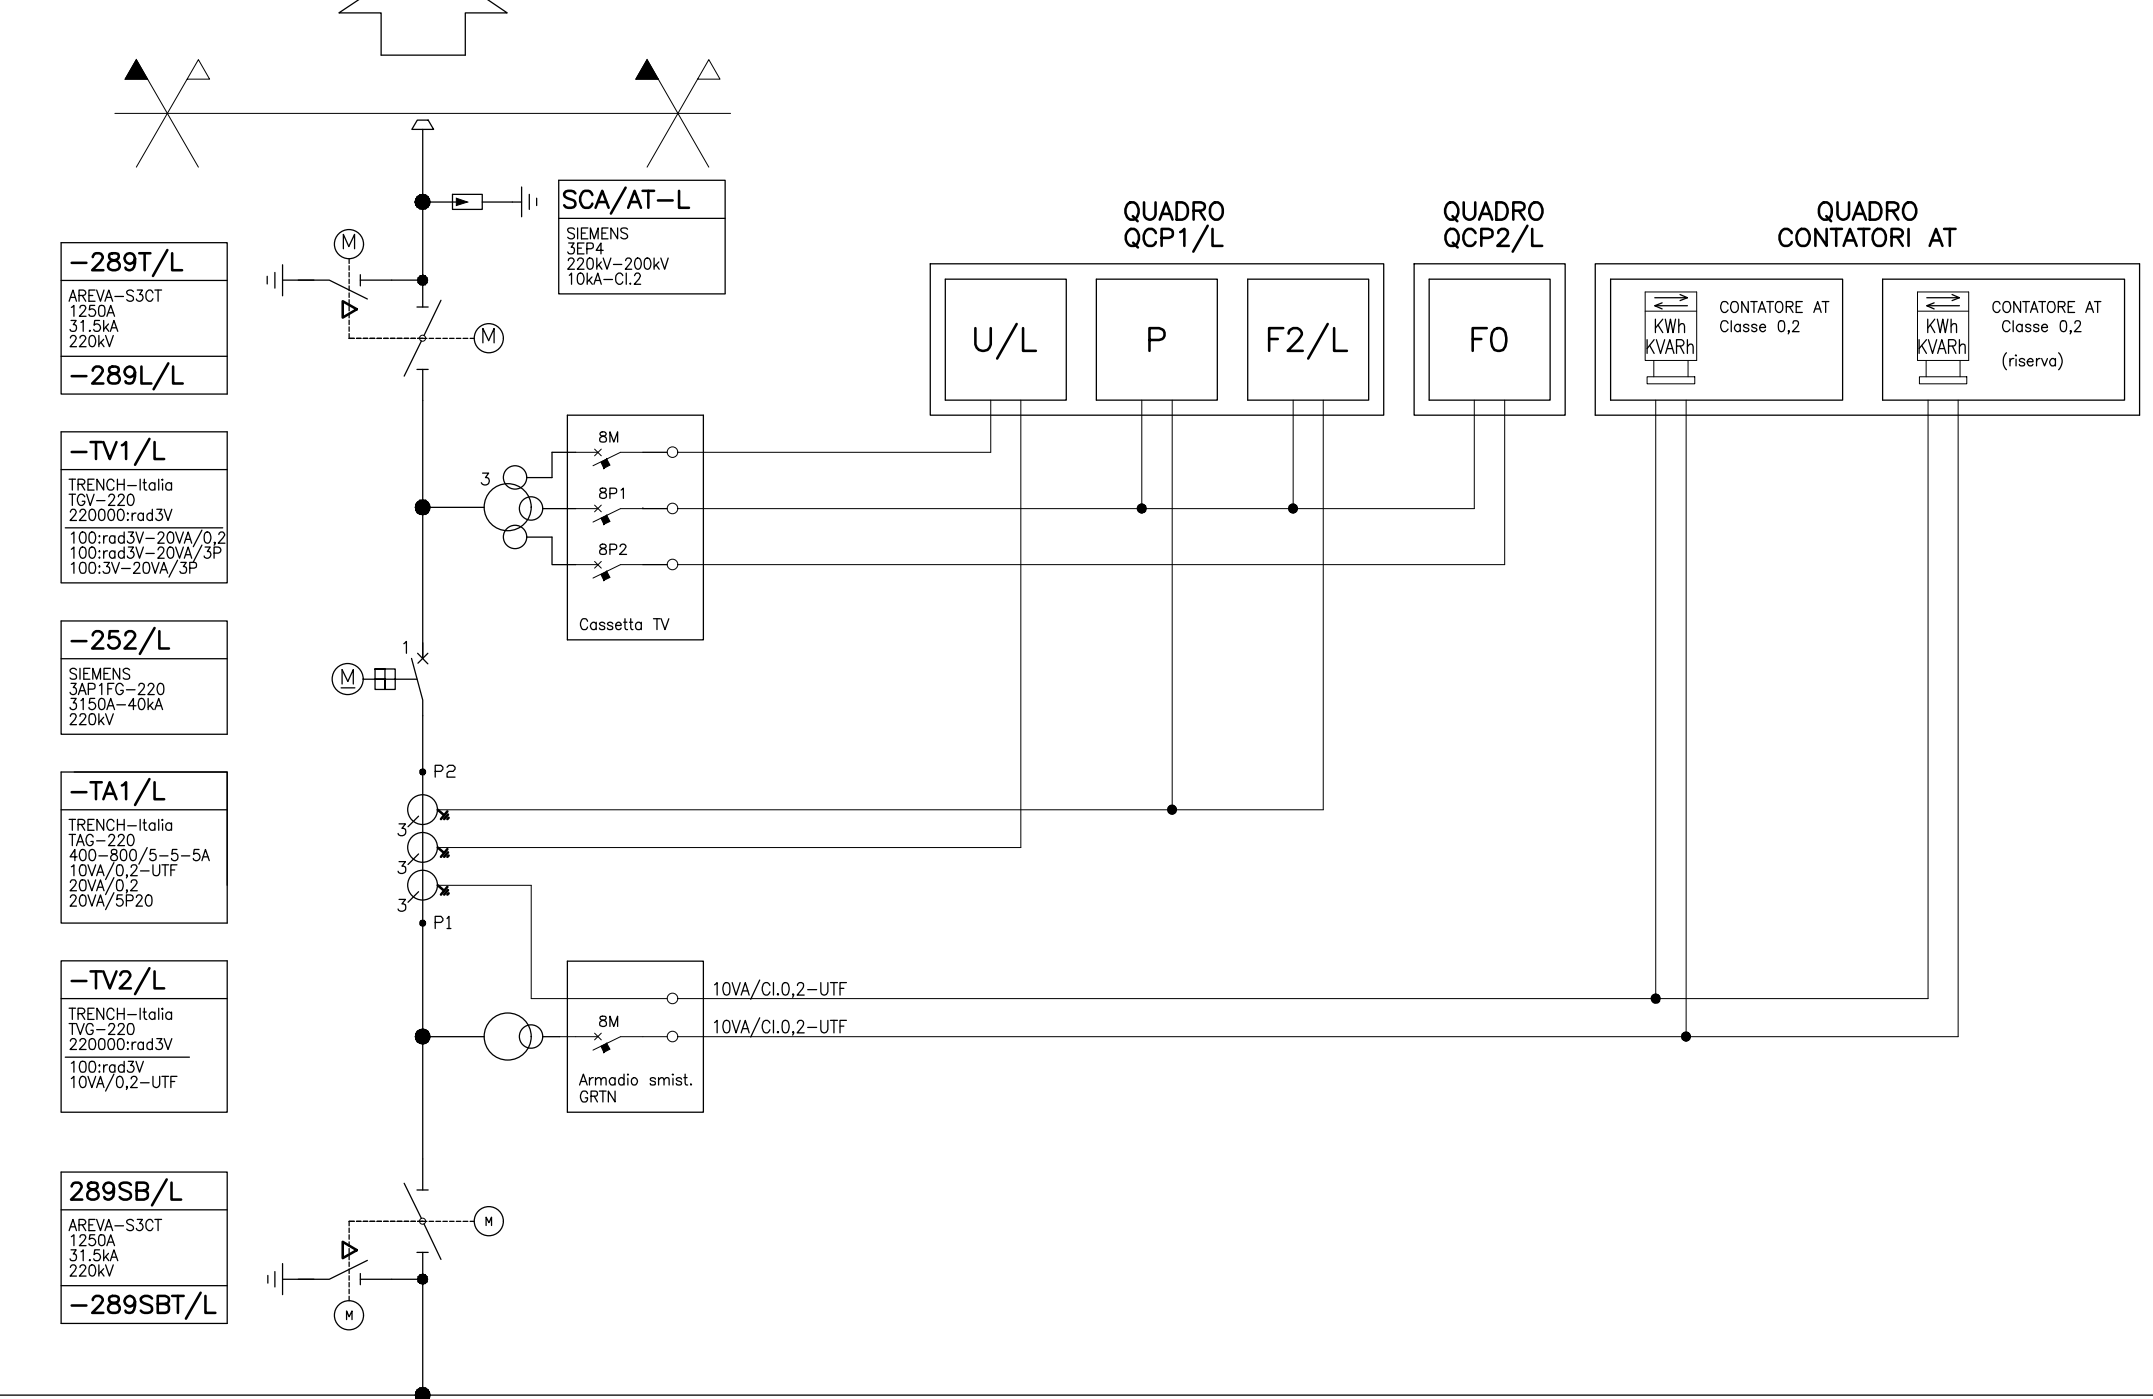 SCA/AT-L
SIEMENS
3EP4
220kV-200kV
10kA-Cl.2
M
-289T/L
AREVA-S3CT
1250A
31.5kA
220kV
-289L/L
M
QUADRO
QCP1/L
U/L
P
F2/L
QUADRO
QCP2/L
F0
QUADRO
CONTATORI AT
KWh
KVARh
CONTATORE AT
Classe 0,2
KWh
KVARh
CONTATORE AT
Classe 0,2
(riserva)
-TV1/L
TRENCH-Italia
TGV-220
220000:rad3V
100:rad3V-20VA/0,2
100:rad3V-20VA/3P
100:3V-20VA/3P
3
8M
8P1
8P2
Cassetta TV
-252/L
SIEMENS
3AP1FG-220
3150A-40kA
220kV
1
M
-TA1/L
TRENCH-Italia
TAG-220
400-800/5-5-5A
10VA/0,2-UTF
20VA/0,2
20VA/5P20
P2
3
3
3
P1
-TV2/L
TRENCH-Italia
TVG-220
220000:rad3V
100:rad3V
10VA/0,2-UTF
8M
Armadio smist.
GRTN
10VA/Cl.0,2-UTF
10VA/Cl.0,2-UTF
289SB/L
AREVA-S3CT
1250A
31.5kA
220kV
-289SBT/L
M
M